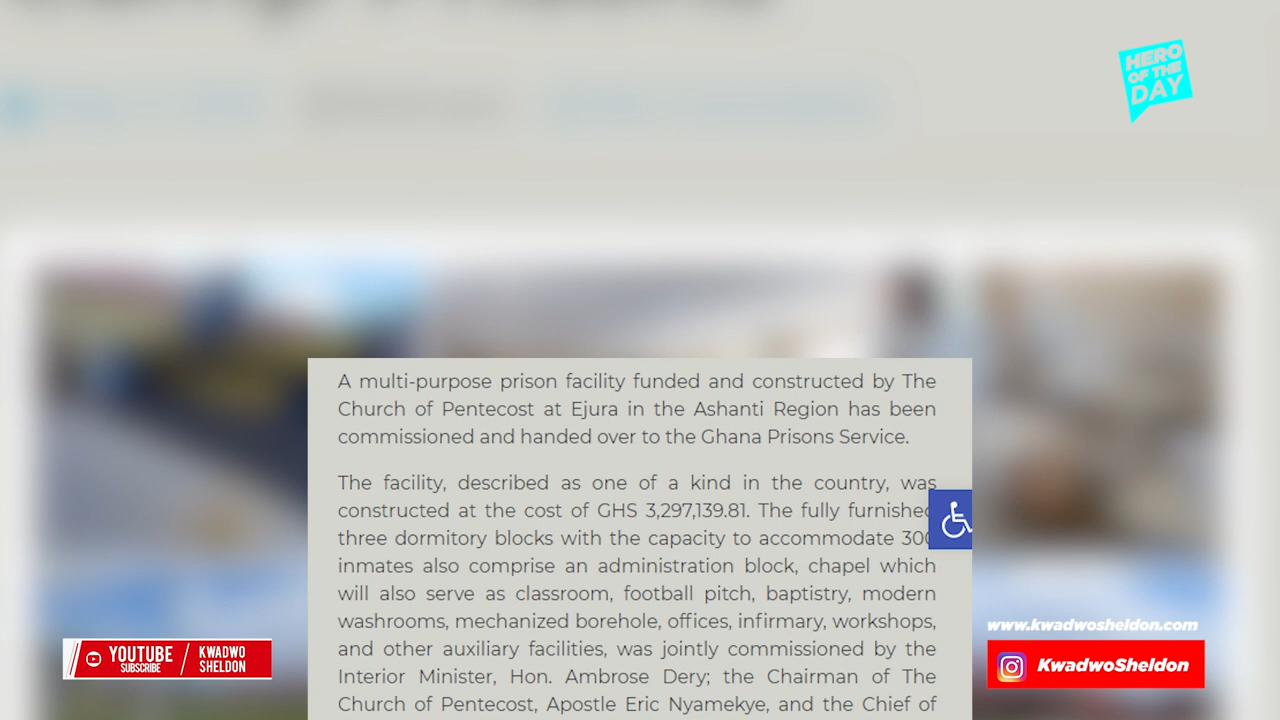 HERO
OF THE
DAY
A multi-purpose prison facility funded and constructed by The
Church of Pentecost at Ejura in the Ashanti Region has been
commissioned and handed over to the Ghana Prisons Service.
The facility, described as one of a kind in the country, was
constructed at the cost of GHS 3,297,139.81. The fully furnished
three dormitory blocks with the capacity to accommodate 300
inmates also comprise an administration block, chapel which
will also serve as classroom, football pitch, baptistry, modern
washrooms, mechanized borehole, offices, infirmary, workshops,
and other auxiliary facilities, was jointly commissioned by the
Interior Minister, Hon. Ambrose Dery; the Chairman of The
Church of Pentecost, Apostle Eric Nyamekye, and the Chief of
YOUTUBE
SUBSCRIBE
KWADWO
SHELDON
www.kwadwosheldon.com
KwadwoSheldon